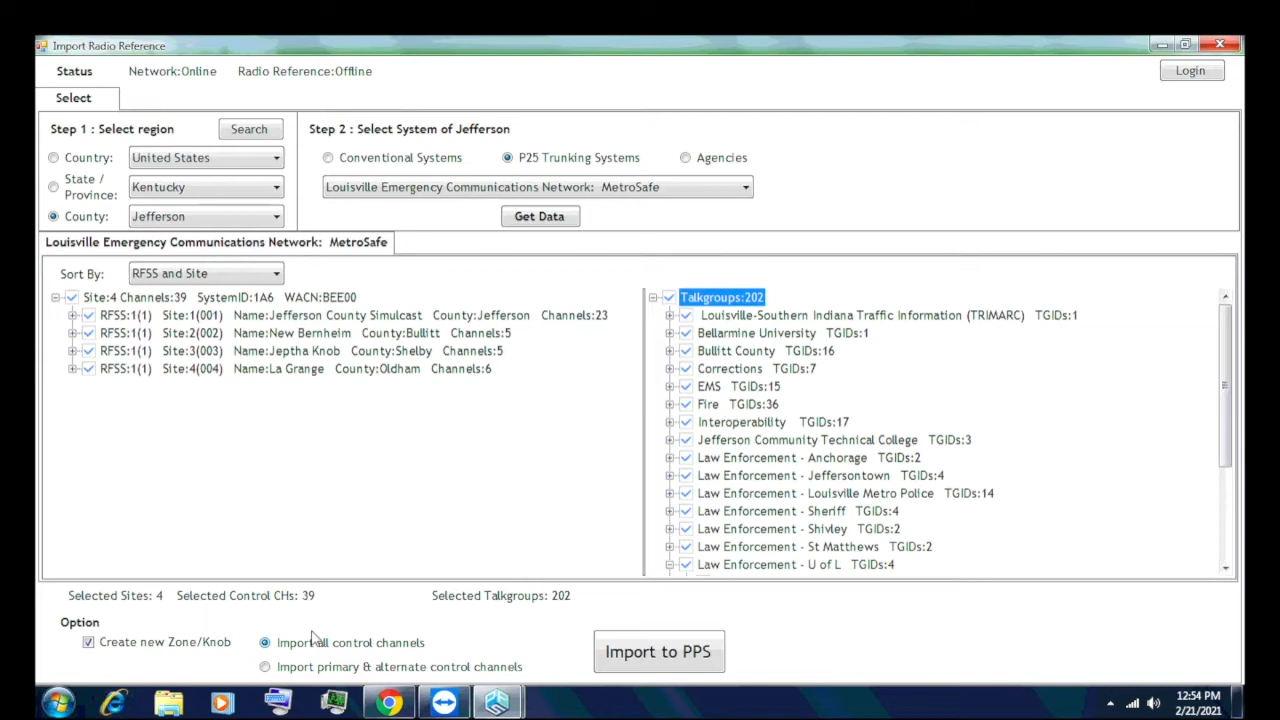 Import Radio Reference
Status Network:Online Radio Reference:Offline Login
Select
Step 1 : Select region Search
Country: United States
State / Province: Kentucky
County: Jefferson
Step 2 : Select System of Jefferson
Conventional Systems P25 Trunking Systems Agencies
Louisville Emergency Communications Network: MetroSafe
Get Data
Louisville Emergency Communications Network: MetroSafe
Sort By: RFSS and Site
Site:4 Channels:39 SystemID:1A6 WACN:BEE00
RFSS:1(1) Site:1(001) Name:Jefferson County Simulcast County:Jefferson Channels:23
RFSS:1(1) Site:2(002) Name:New Bernheim County:Bullitt Channels:5
RFSS:1(1) Site:3(003) Name:Jeptha Knob County:Shelby Channels:5
RFSS:1(1) Site:4(004) Name:La Grange County:Oldham Channels:6
Talkgroups:202
Louisville-Southern Indiana Traffic Information (TRIMARC) TGIDs:1
Bellarmine University TGIDs:1
Bullitt County TGIDs:16
Corrections TGIDs:7
EMS TGIDs:15
Fire TGIDs:36
Interoperability TGIDs:17
Jefferson Community Technical College TGIDs:3
Law Enforcement - Anchorage TGIDs:2
Law Enforcement - Jeffersontown TGIDs:4
Law Enforcement - Louisville Metro Police TGIDs:14
Law Enforcement - Sheriff TGIDs:4
Law Enforcement - Shivley TGIDs:2
Law Enforcement - St Matthews TGIDs:2
Law Enforcement - U of L TGIDs:4
Selected Sites: 4 Selected Control CHs: 39 Selected Talkgroups: 202
Option
Create new Zone/Knob
Import all control channels
Import primary & alternate control channels
Import to PPS
12:54 PM
2/21/2021